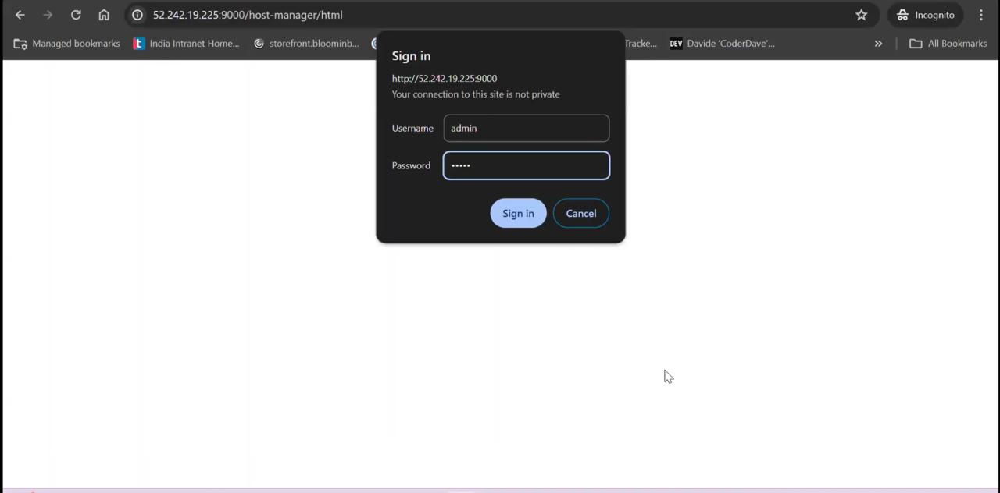 52.242.19.225:9000/host-manager/html
Incognito
Managed bookmarks
India Intranet Home...
storefront.bloominb...
Tracke...
DEV Davide 'CoderDave'...
All Bookmarks
Sign in
http://52.242.19.225:9000
Your connection to this site is not private
Username admin
Password •••••
Sign in Cancel